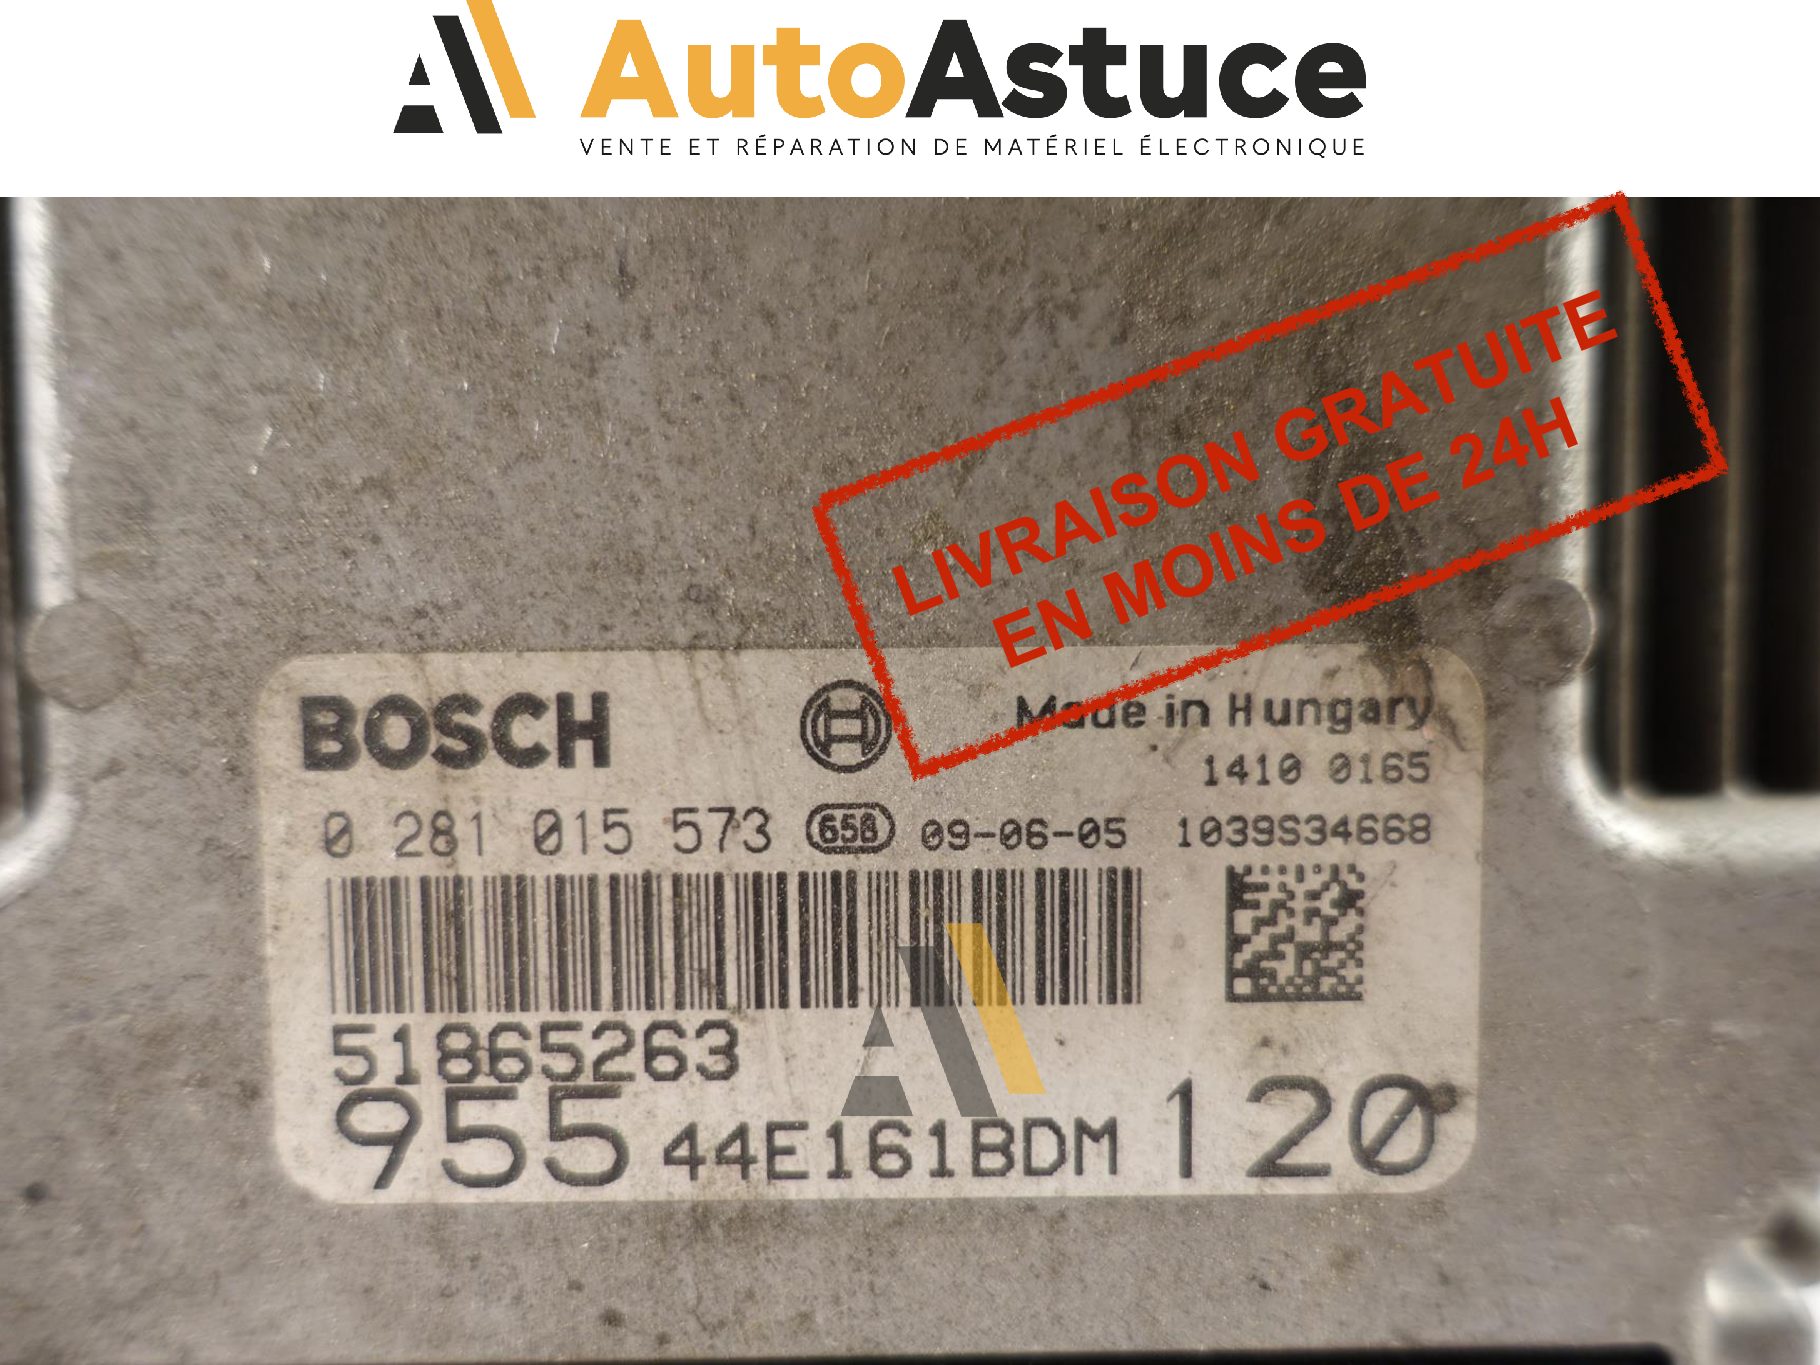 AutoAstuce
VENTE ET RÉPARATION DE MATÉRIEL ÉLECTRONIQUE
LIVRAISON GRATUITE
EN MOINS DE 24H
BOSCH
Made in Hungary
1410 0165
0 281 015 573 658 09-06-05 1039S34668
51865263
955 44E161BDM 120